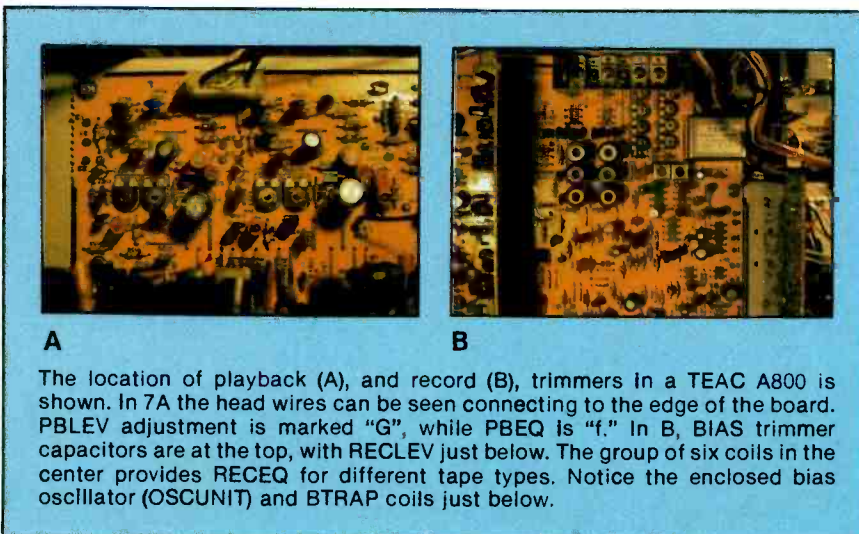 A
B
The location of playback (A), and record (B), trimmers in a TEAC A800 is
shown. In 7A the head wires can be seen connecting to the edge of the board.
PBLEV adjustment is marked "G", while PBEQ is "f." In B, BIAS trimmer
capacitors are at the top, with RECLEV just below. The group of six coils in the
center provides RECEQ for different tape types. Notice the enclosed bias
oscillator (OSCUNIT) and BTRAP coils just below.